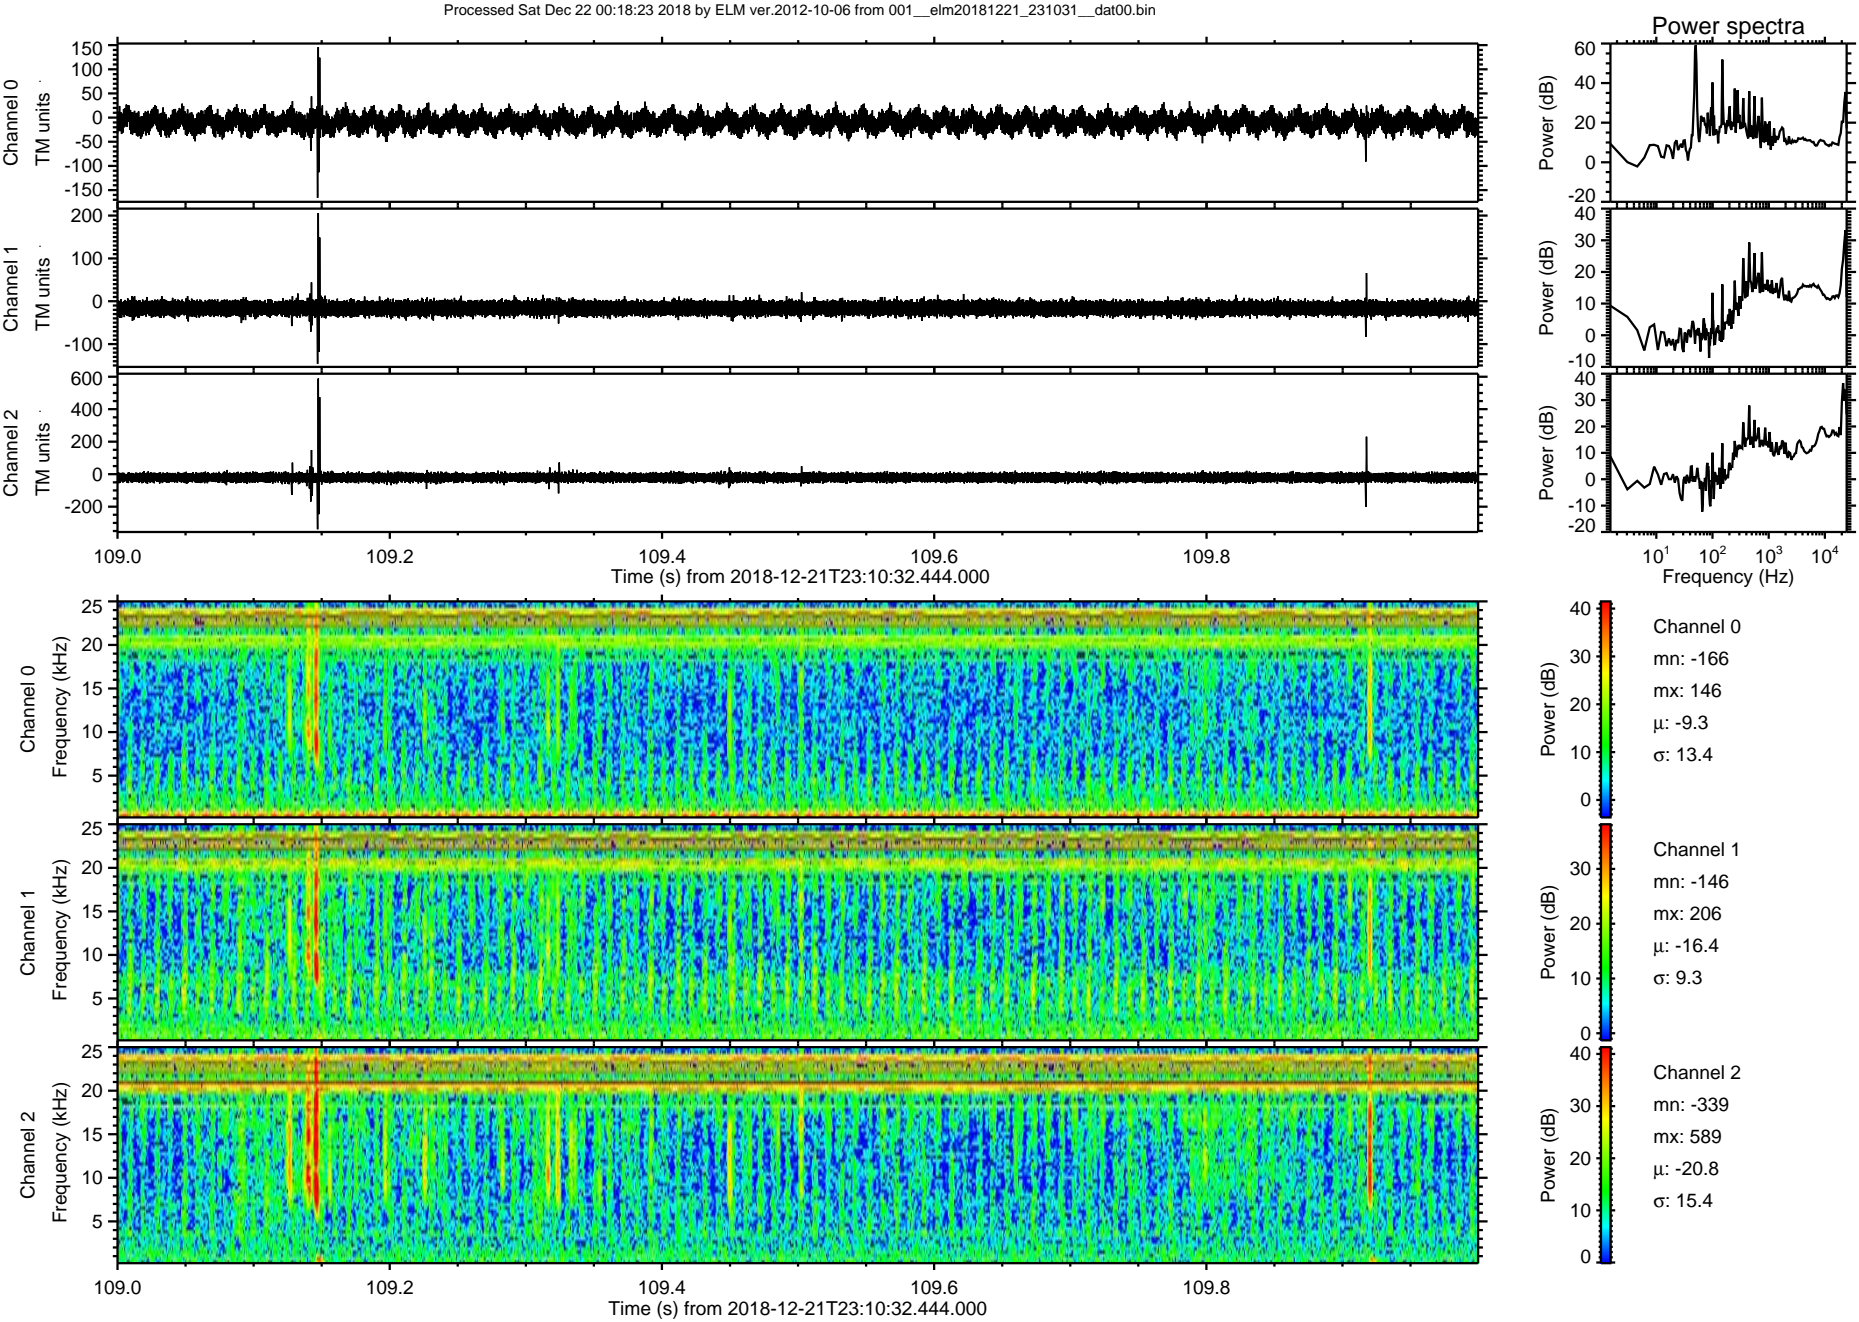 Processed Sat Dec 22 00:18:23 2018 by ELM ver.2012-10-06 from 001__elm20181221_231031__dat00.bin
Power spectra
Channel 0
TM units
150
100
50
0
-50
-100
-150
Power (dB)
60
40
20
0
-20
Channel 1
TM units
200
100
0
-100
Power (dB)
40
30
20
10
0
-10
Channel 2
TM units
600
400
200
0
-200
Power (dB)
40
30
20
10
0
-10
-20
109.0 109.2 109.4 109.6 109.8
Time (s) from 2018-12-21T23:10:32.444.000
10^1 10^2 10^3 10^4
Frequency (Hz)
Channel 0
Frequency (kHz)
25
20
15
10
5
Power (dB)
40
30
20
10
0
Channel 0
mn: -166
mx: 146
μ: -9.3
σ: 13.4
Channel 1
Frequency (kHz)
25
20
15
10
5
Power (dB)
30
20
10
0
Channel 1
mn: -146
mx: 206
μ: -16.4
σ: 9.3
Channel 2
Frequency (kHz)
25
20
15
10
5
Power (dB)
40
30
20
10
0
Channel 2
mn: -339
mx: 589
μ: -20.8
σ: 15.4
109.0 109.2 109.4 109.6 109.8
Time (s) from 2018-12-21T23:10:32.444.000